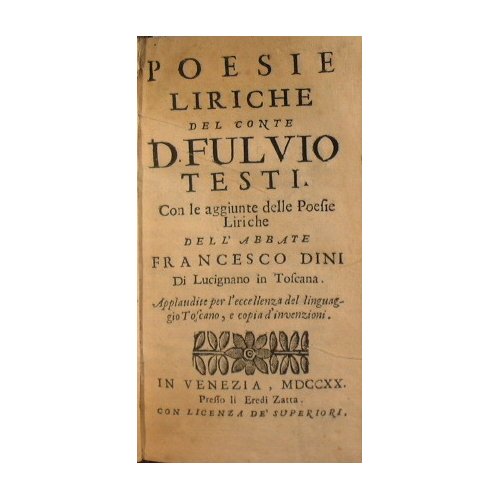 POESIE
LIRICHE
DEL CONTE
D. FULVIO
TESTI.
Con le aggiunte delle Poeſie
Liriche
DELL' ABBATE
FRANCESCO DINI
Di Lucignano in Toſcana.
Applaudite per l'eccellenza del linguag-
gio Toſcano, e copia d'invenzioni.
IN VENEZIA, MDCCXX.
Preſſo li Eredi Zatta.
CON LICENZA DE' SUPERIORI.